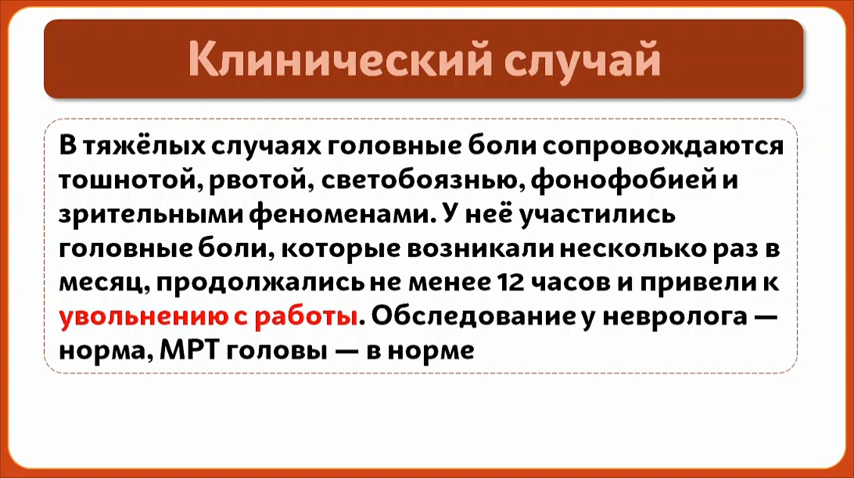 Клинический случай
В тяжёлых случаях головные боли сопровождаются
тошнотой, рвотой, светобоязнью, фонофобией и
зрительными феноменами. У неё участились
головные боли, которые возникали несколько раз в
месяц, продолжались не менее 12 часов и привели к
увольнению с работы. Обследование у невролога —
норма, МРТ головы — в норме